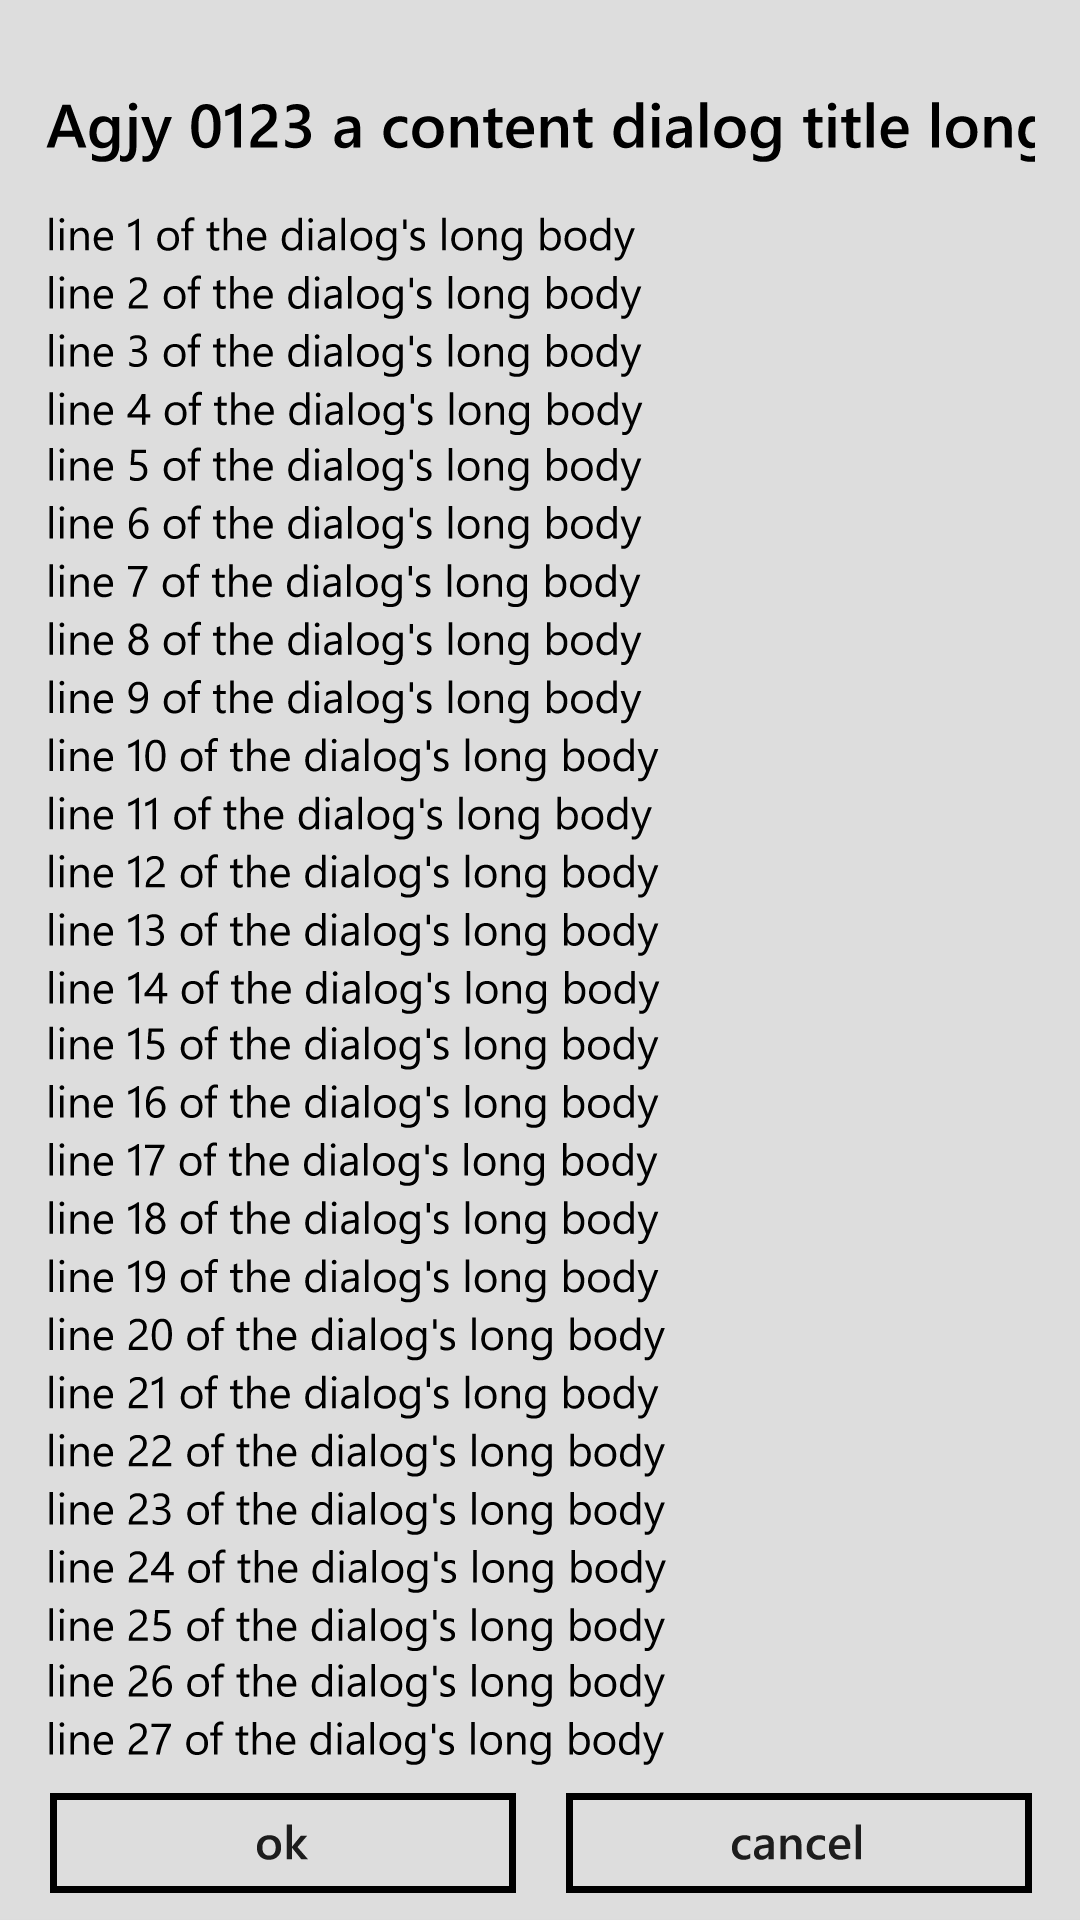 Agjy 0123 a content dialog title long
line 1 of the dialog's long body
line 2 of the dialog's long body
line 3 of the dialog's long body
line 4 of the dialog's long body
line 5 of the dialog's long body
line 6 of the dialog's long body
line 7 of the dialog's long body
line 8 of the dialog's long body
line 9 of the dialog's long body
line 10 of the dialog's long body
line 11 of the dialog's long body
line 12 of the dialog's long body
line 13 of the dialog's long body
line 14 of the dialog's long body
line 15 of the dialog's long body
line 16 of the dialog's long body
line 17 of the dialog's long body
line 18 of the dialog's long body
line 19 of the dialog's long body
line 20 of the dialog's long body
line 21 of the dialog's long body
line 22 of the dialog's long body
line 23 of the dialog's long body
line 24 of the dialog's long body
line 25 of the dialog's long body
line 26 of the dialog's long body
line 27 of the dialog's long body
ok
cancel